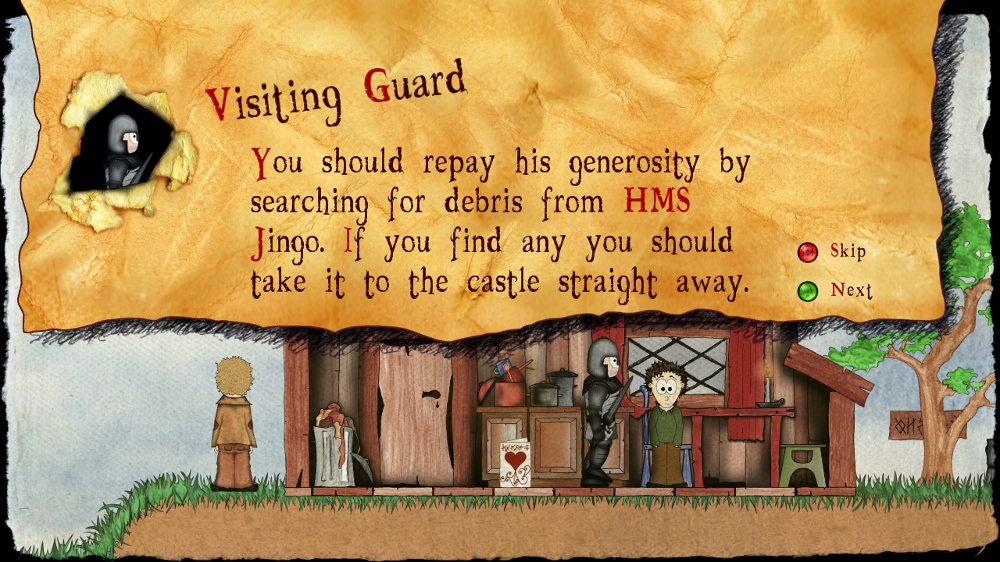 Visiting Guard
You should repay his generosity by
searching for debris from HMS
Jingo. If you find any you should
take it to the castle straight away.
Skip
Next